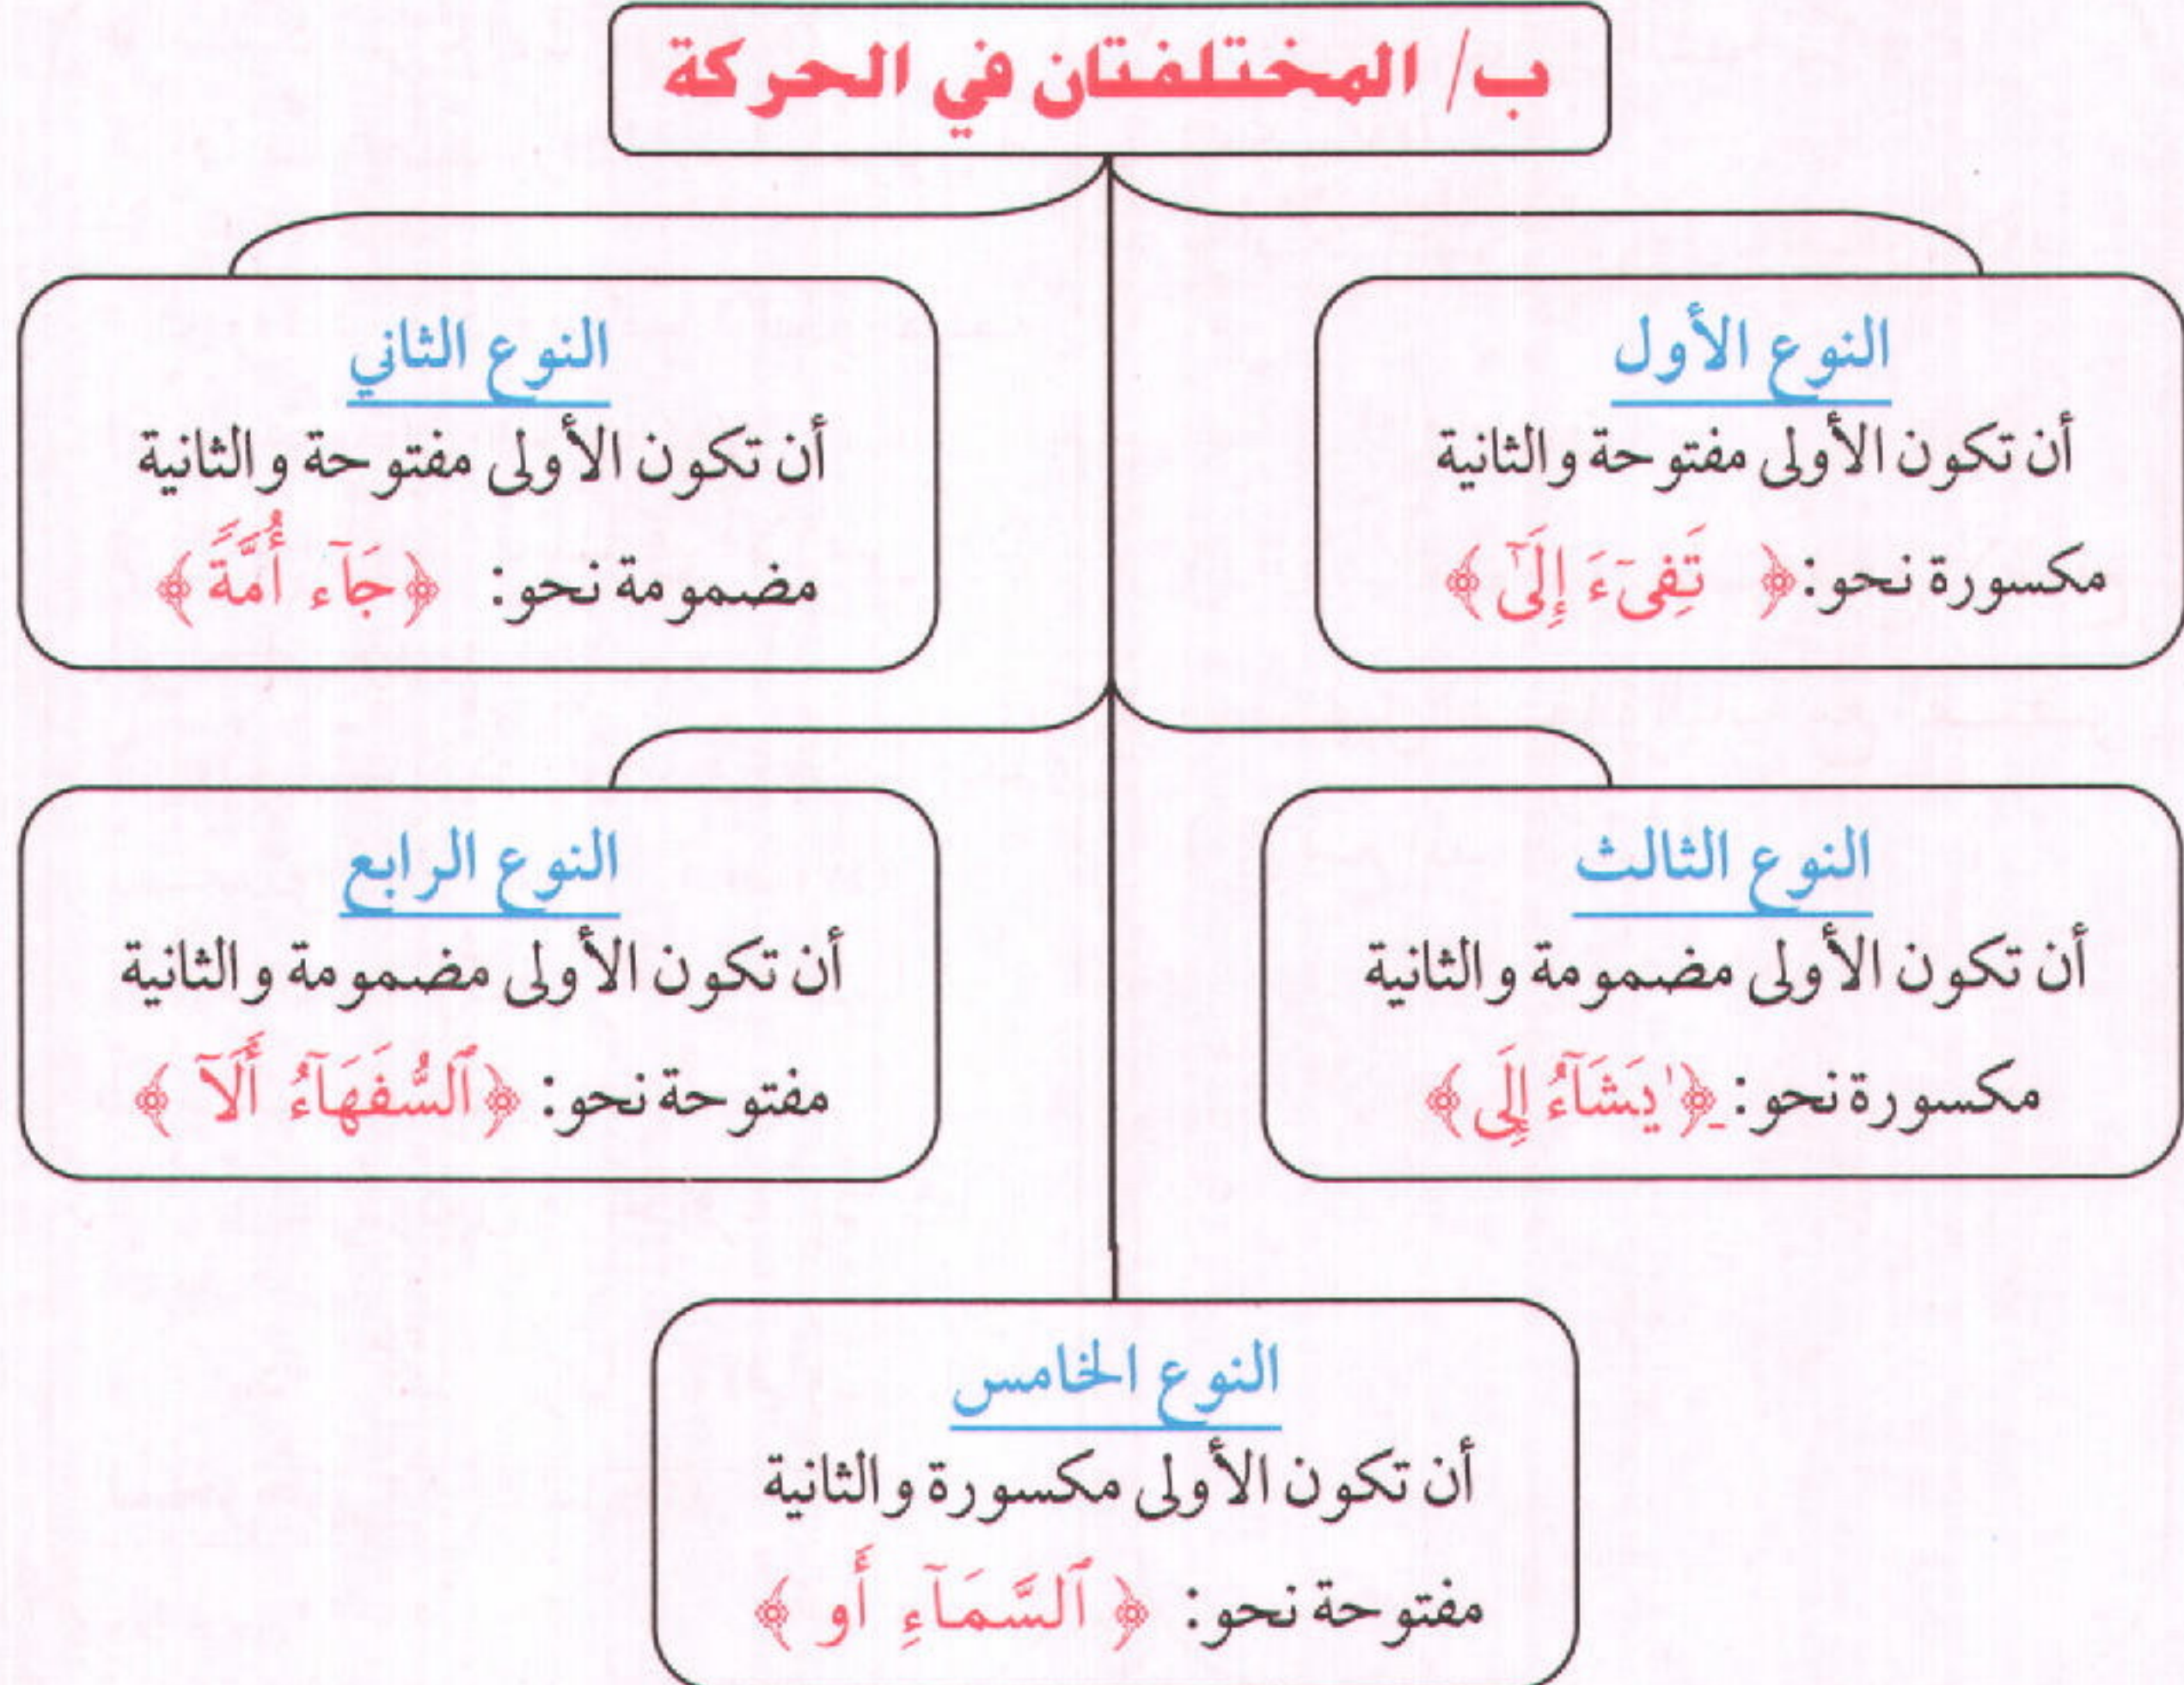 ب/ المختلفتان في الحركة
النوع الأول
أن تكون الأولى مفتوحة والثانية
مكسورة نحو: ﴿ تَفِىٓءَ إِلَىٰٓ ﴾
النوع الثاني
أن تكون الأولى مفتوحة والثانية
مضمومة نحو: ﴿جَآء أُمَّةً﴾
النوع الثالث
أن تكون الأولى مضمومة والثانية
مكسورة نحو: ﴿يَشَآءُ إِلَى﴾
النوع الرابع
أن تكون الأولى مضمومة والثانية
مفتوحة نحو: ﴿ٱلسُّفَهَآءُ أَلَآ ﴾
النوع الخامس
أن تكون الأولى مكسورة والثانية
مفتوحة نحو: ﴿ ٱلسَّمَآءِ أَو ﴾